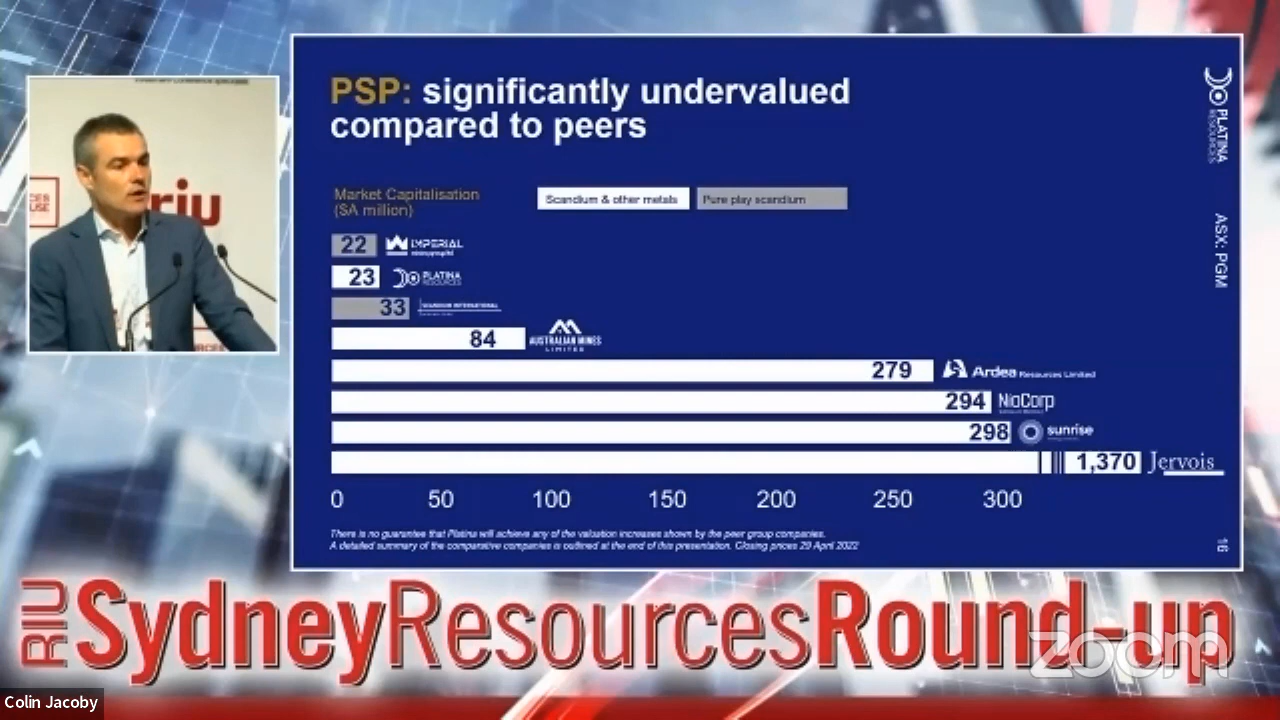 PSP: significantly undervalued
compared to peers
Market Capitalisation
($A million)
Scandium & other metals
Pure play scandium
22 IMPERIAL
23 PLATINA
RESOURCES
33 SCANDIUM INTERNATIONAL
84 AUSTRALIAN MINES
LIMITED
279 Ardea Resources Limited
294 NioCorp
298 sunrise
1,370 Jervois
0 50 100 150 200 250 300
There is no guarantee that Platina will achieve any of the valuation increases shown by the peer group companies.
A detailed summary of the comparative companies is outlined at the end of this presentation. Closing prices 29 April 2022
PLATINA
RESOURCES
ASX: PGM
16
riu
RIU SydneyResourcesRound-up
zoom
Colin Jacoby